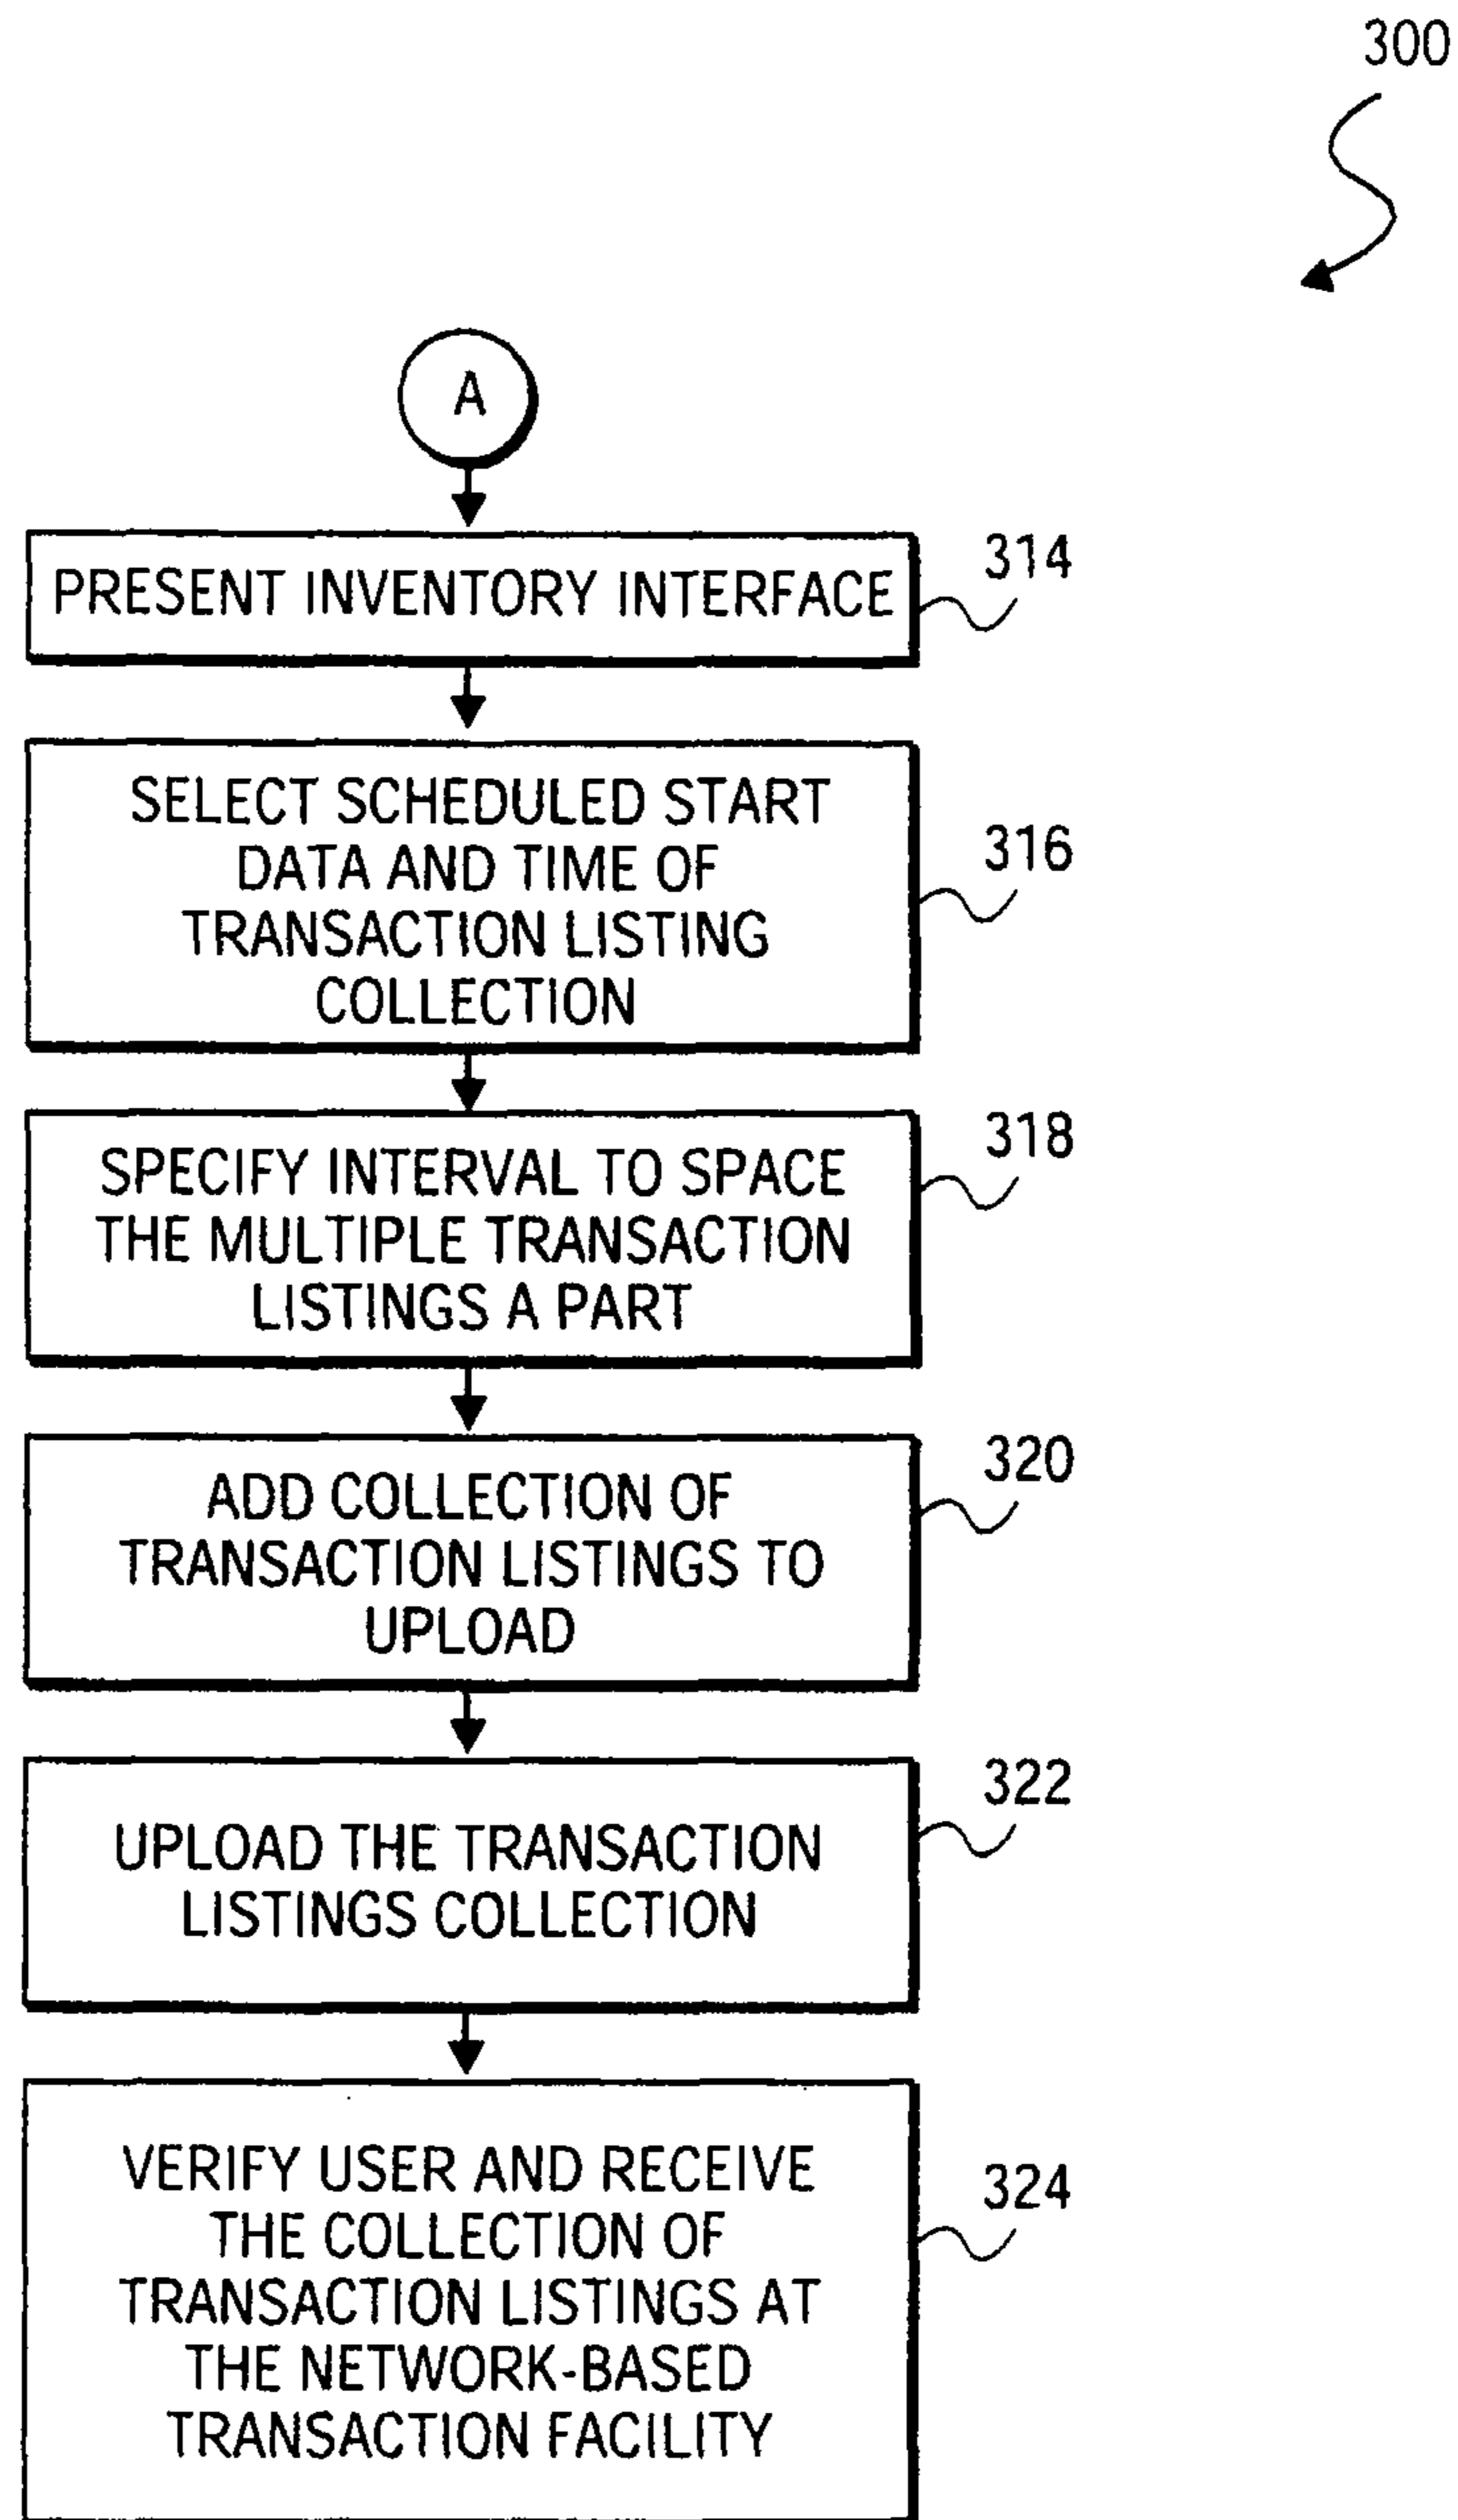 300
A
PRESENT INVENTORY INTERFACE
314
SELECT SCHEDULED START
DATA AND TIME OF
TRANSACTION LISTING
COLLECTION
316
SPECIFY INTERVAL TO SPACE
THE MULTIPLE TRANSACTION
LISTINGS A PART
318
ADD COLLECTION OF
TRANSACTION LISTINGS TO
UPLOAD
320
UPLOAD THE TRANSACTION
LISTINGS COLLECTION
322
VERIFY USER AND RECEIVE
THE COLLECTION OF
TRANSACTION LISTINGS AT
THE NETWORK-BASED
TRANSACTION FACILITY
324